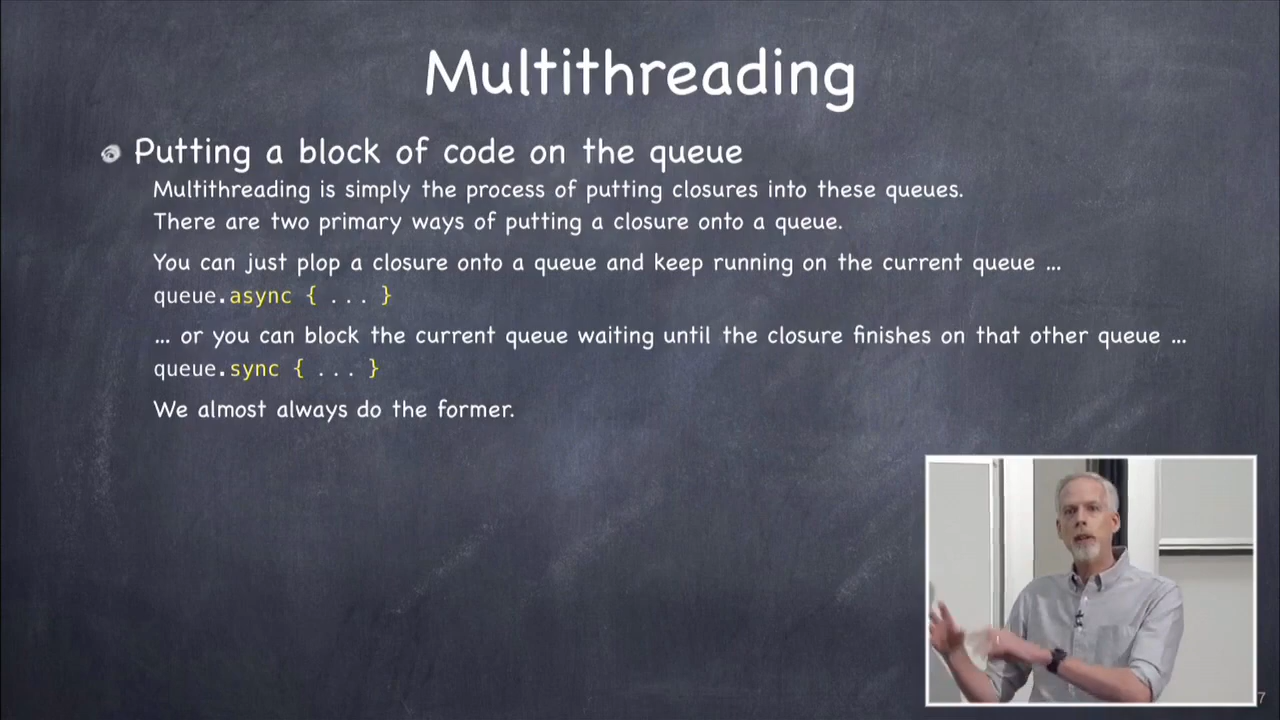 Multithreading
Putting a block of code on the queue
Multithreading is simply the process of putting closures into these queues.
There are two primary ways of putting a closure onto a queue.
You can just plop a closure onto a queue and keep running on the current queue ...
queue.async { ... }
... or you can block the current queue waiting until the closure finishes on that other queue ...
queue.sync { ... }
We almost always do the former.
7